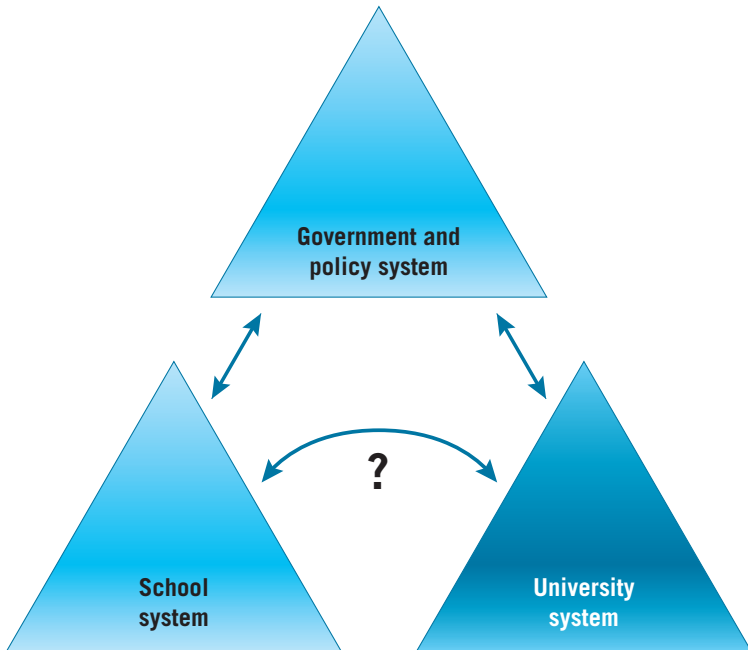 Government and
policy system
?
School
system
University
system